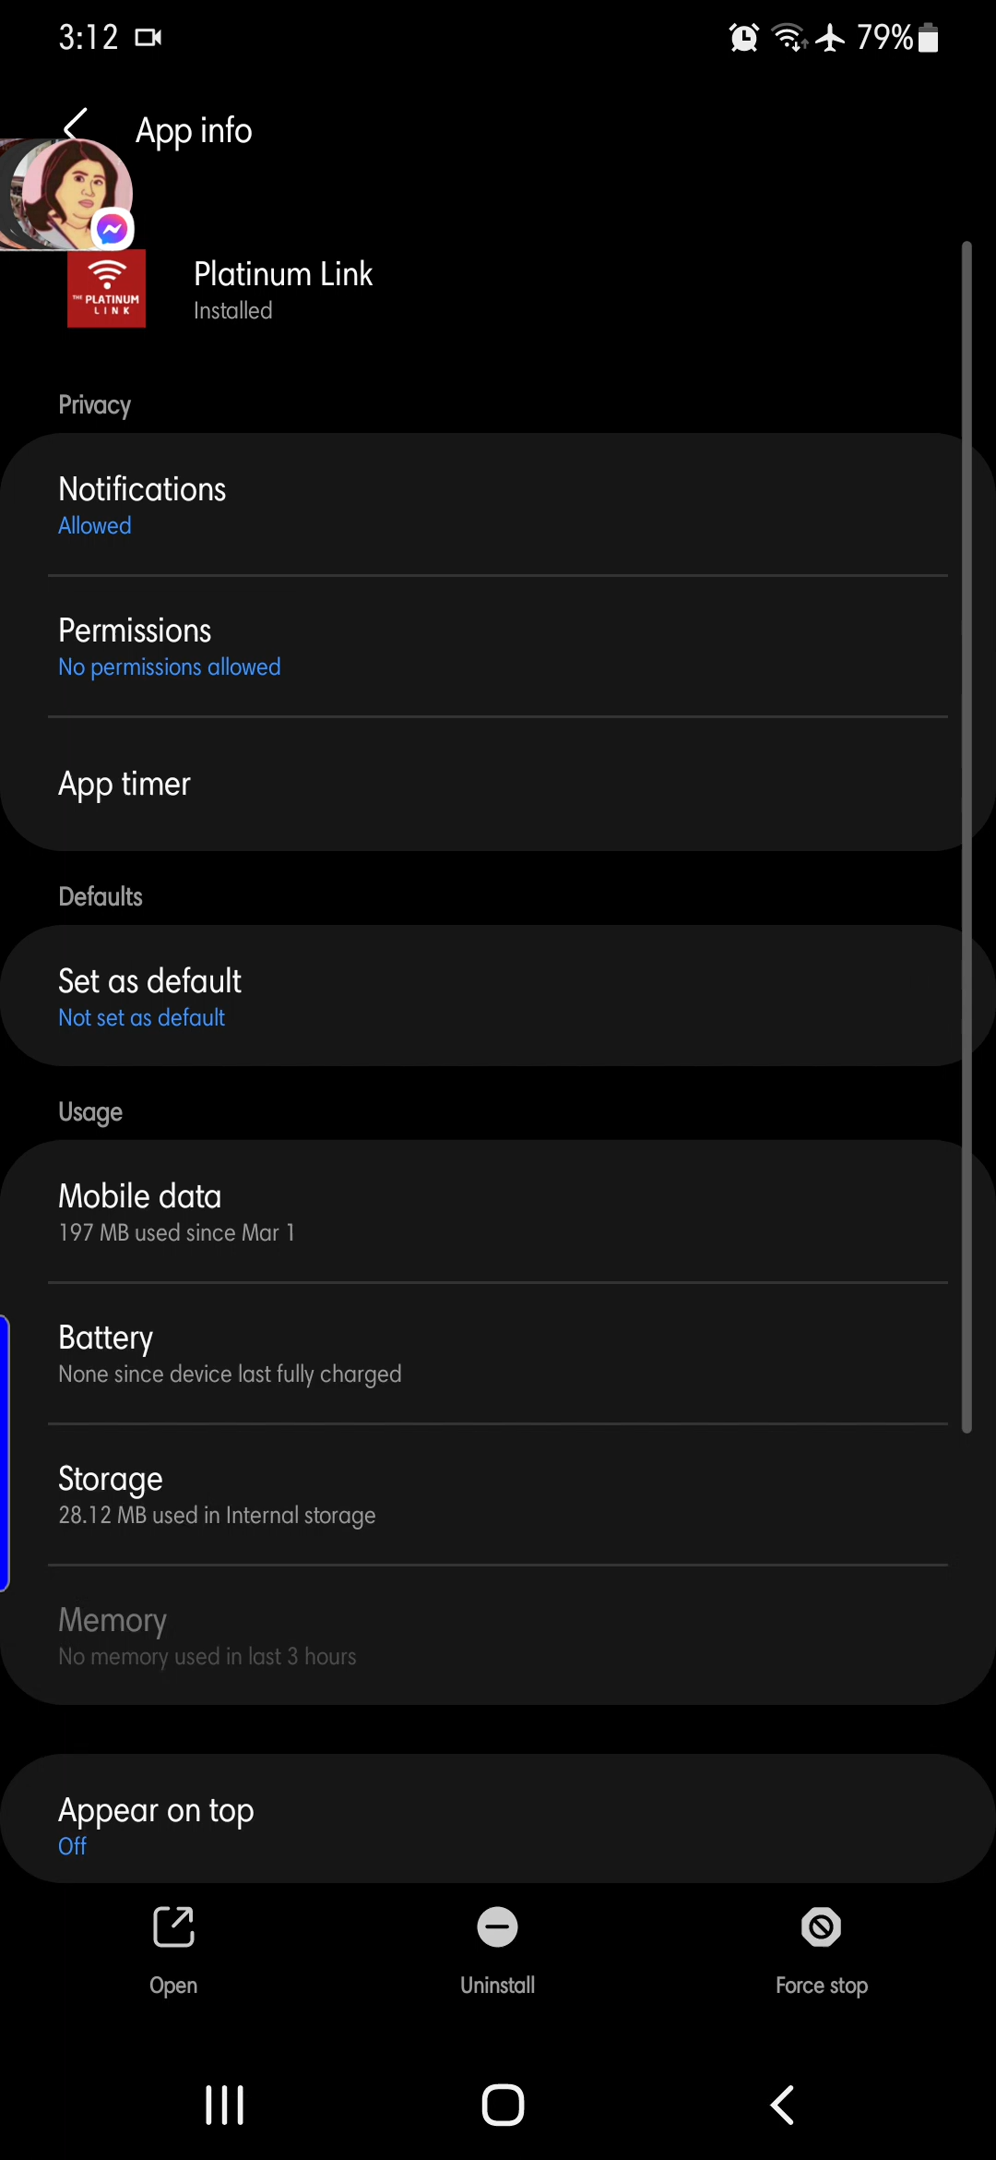 3:12
79%
App info
THE PLATINUM
LINK
Platinum Link
Installed
Privacy
Notifications
Allowed
Permissions
No permissions allowed
App timer
Defaults
Set as default
Not set as default
Usage
Mobile data
197 MB used since Mar 1
Battery
None since device last fully charged
Storage
28.12 MB used in Internal storage
Memory
No memory used in last 3 hours
Appear on top
Off
Open
Uninstall
Force stop